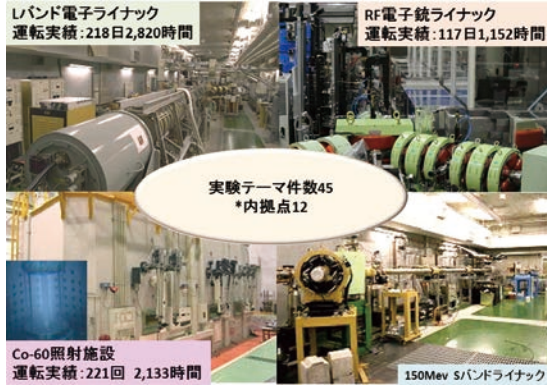 Lバンド電子ライナック
運転実績:218日2,820時間
RF電子銃ライナック
運転実績:117日1,152時間
実験テーマ件数45
*内拠点12
Co-60照射施設
運転実績:221回 2,133時間
150Mev Sバンドライナック